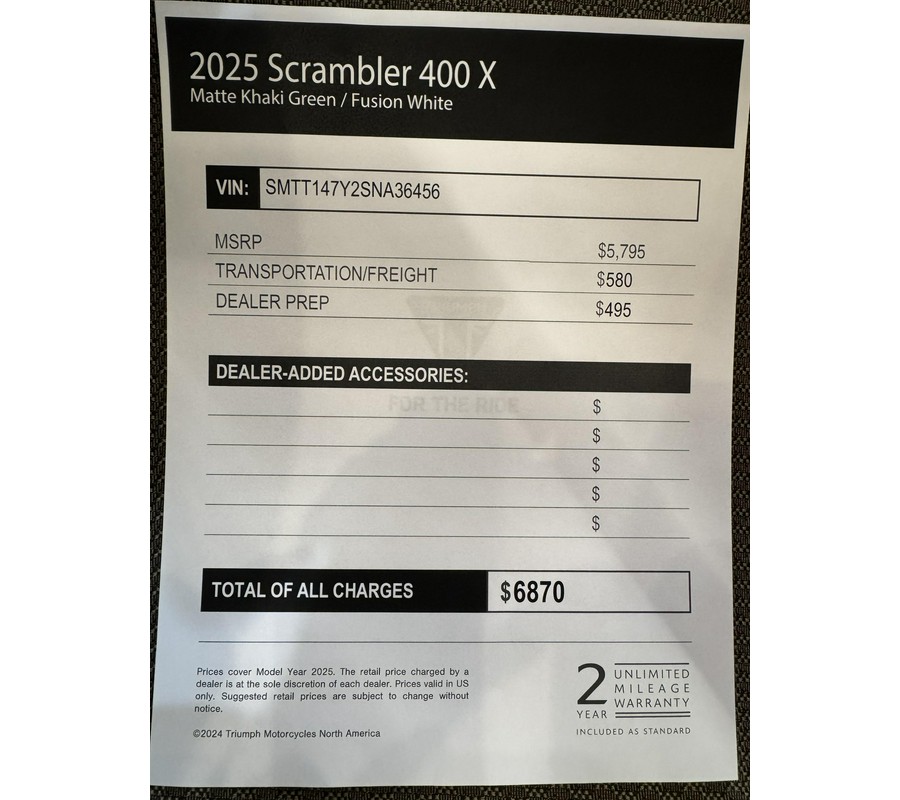 2025 Scrambler 400 X
Matte Khaki Green / Fusion White
VIN: SMTT147Y2SNA36456
MSRP $5,795
TRANSPORTATION/FREIGHT $580
DEALER PREP $495
DEALER-ADDED ACCESSORIES:
FOR THE RIDE
$
$
$
$
$
TOTAL OF ALL CHARGES $6870
Prices cover Model Year 2025. The retail price charged by a
dealer is at the sole discretion of each dealer. Prices valid in US
only. Suggested retail prices are subject to change without
notice.
©2024 Triumph Motorcycles North America
2 YEAR
UNLIMITED
MILEAGE
WARRANTY
INCLUDED AS STANDARD